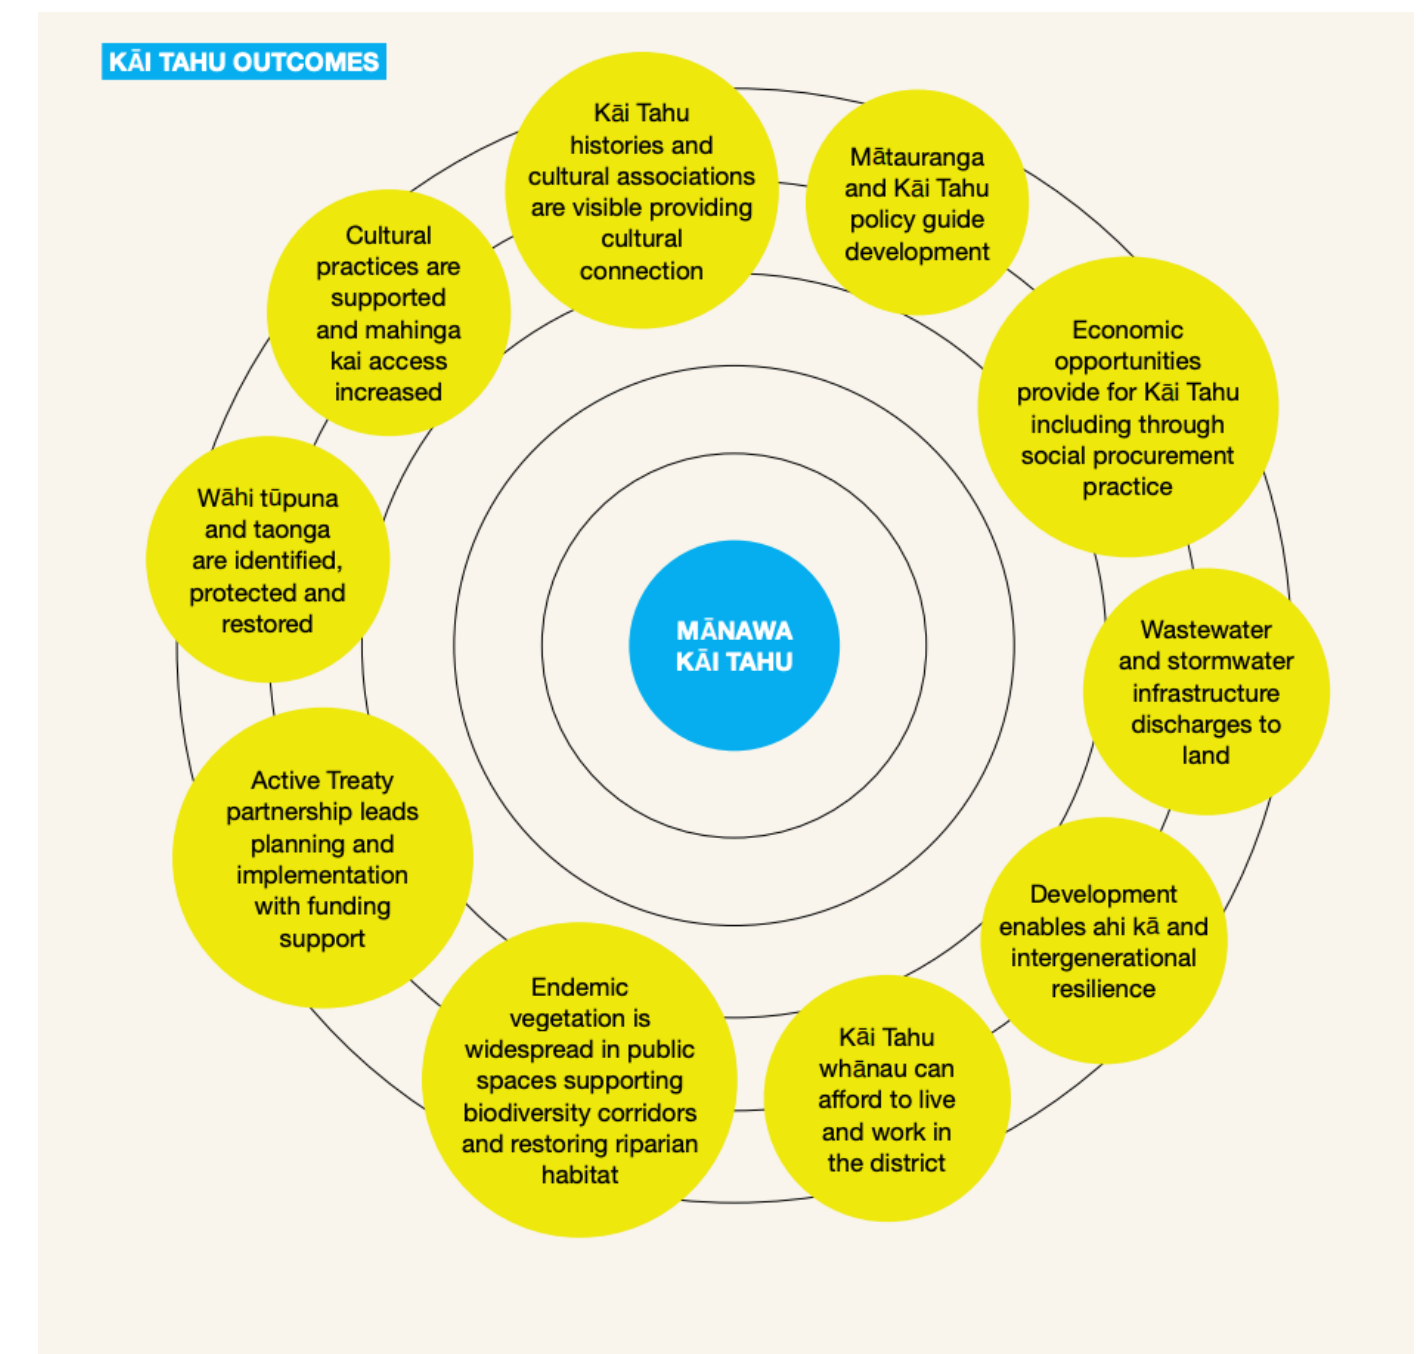 KĀI TAHU OUTCOMES
Kāi Tahu
histories and
cultural associations
are visible providing
cultural
connection
Mātauranga
and Kāi Tahu
policy guide
development
Economic
opportunities
provide for Kāi Tahu
including through
social procurement
practice
Wastewater
and stormwater
infrastructure
discharges to
land
Development
enables ahi kā and
intergenerational
resilience
Kāi Tahu
whānau can
afford to live
and work in
the district
Endemic
vegetation is
widespread in public
spaces supporting
biodiversity corridors
and restoring riparian
habitat
Active Treaty
partnership leads
planning and
implementation
with funding
support
Wāhi tūpuna
and taonga
are identified,
protected and
restored
Cultural
practices are
supported
and mahinga
kai access
increased
MĀNAWA
KĀI TAHU